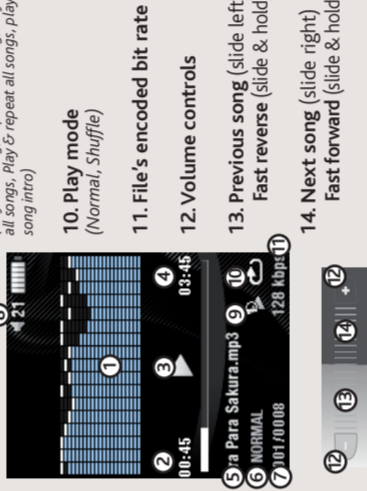 all songs, Play & repeat all songs, play
song intro)
10. Play mode
(Normal, Shuffle)
11. File's encoded bit rate
12. Volume controls
13. Previous song (slide left
Fast reverse (slide & hold
14. Next song (slide right)
Fast forward (slide & hold
21
1
2 3 4
00:45 03:45
5 ra Para Sakura.mp3 9 10
6 NORMAL
7 001/0008 128 kbps 11
12 - 13 14 + 12